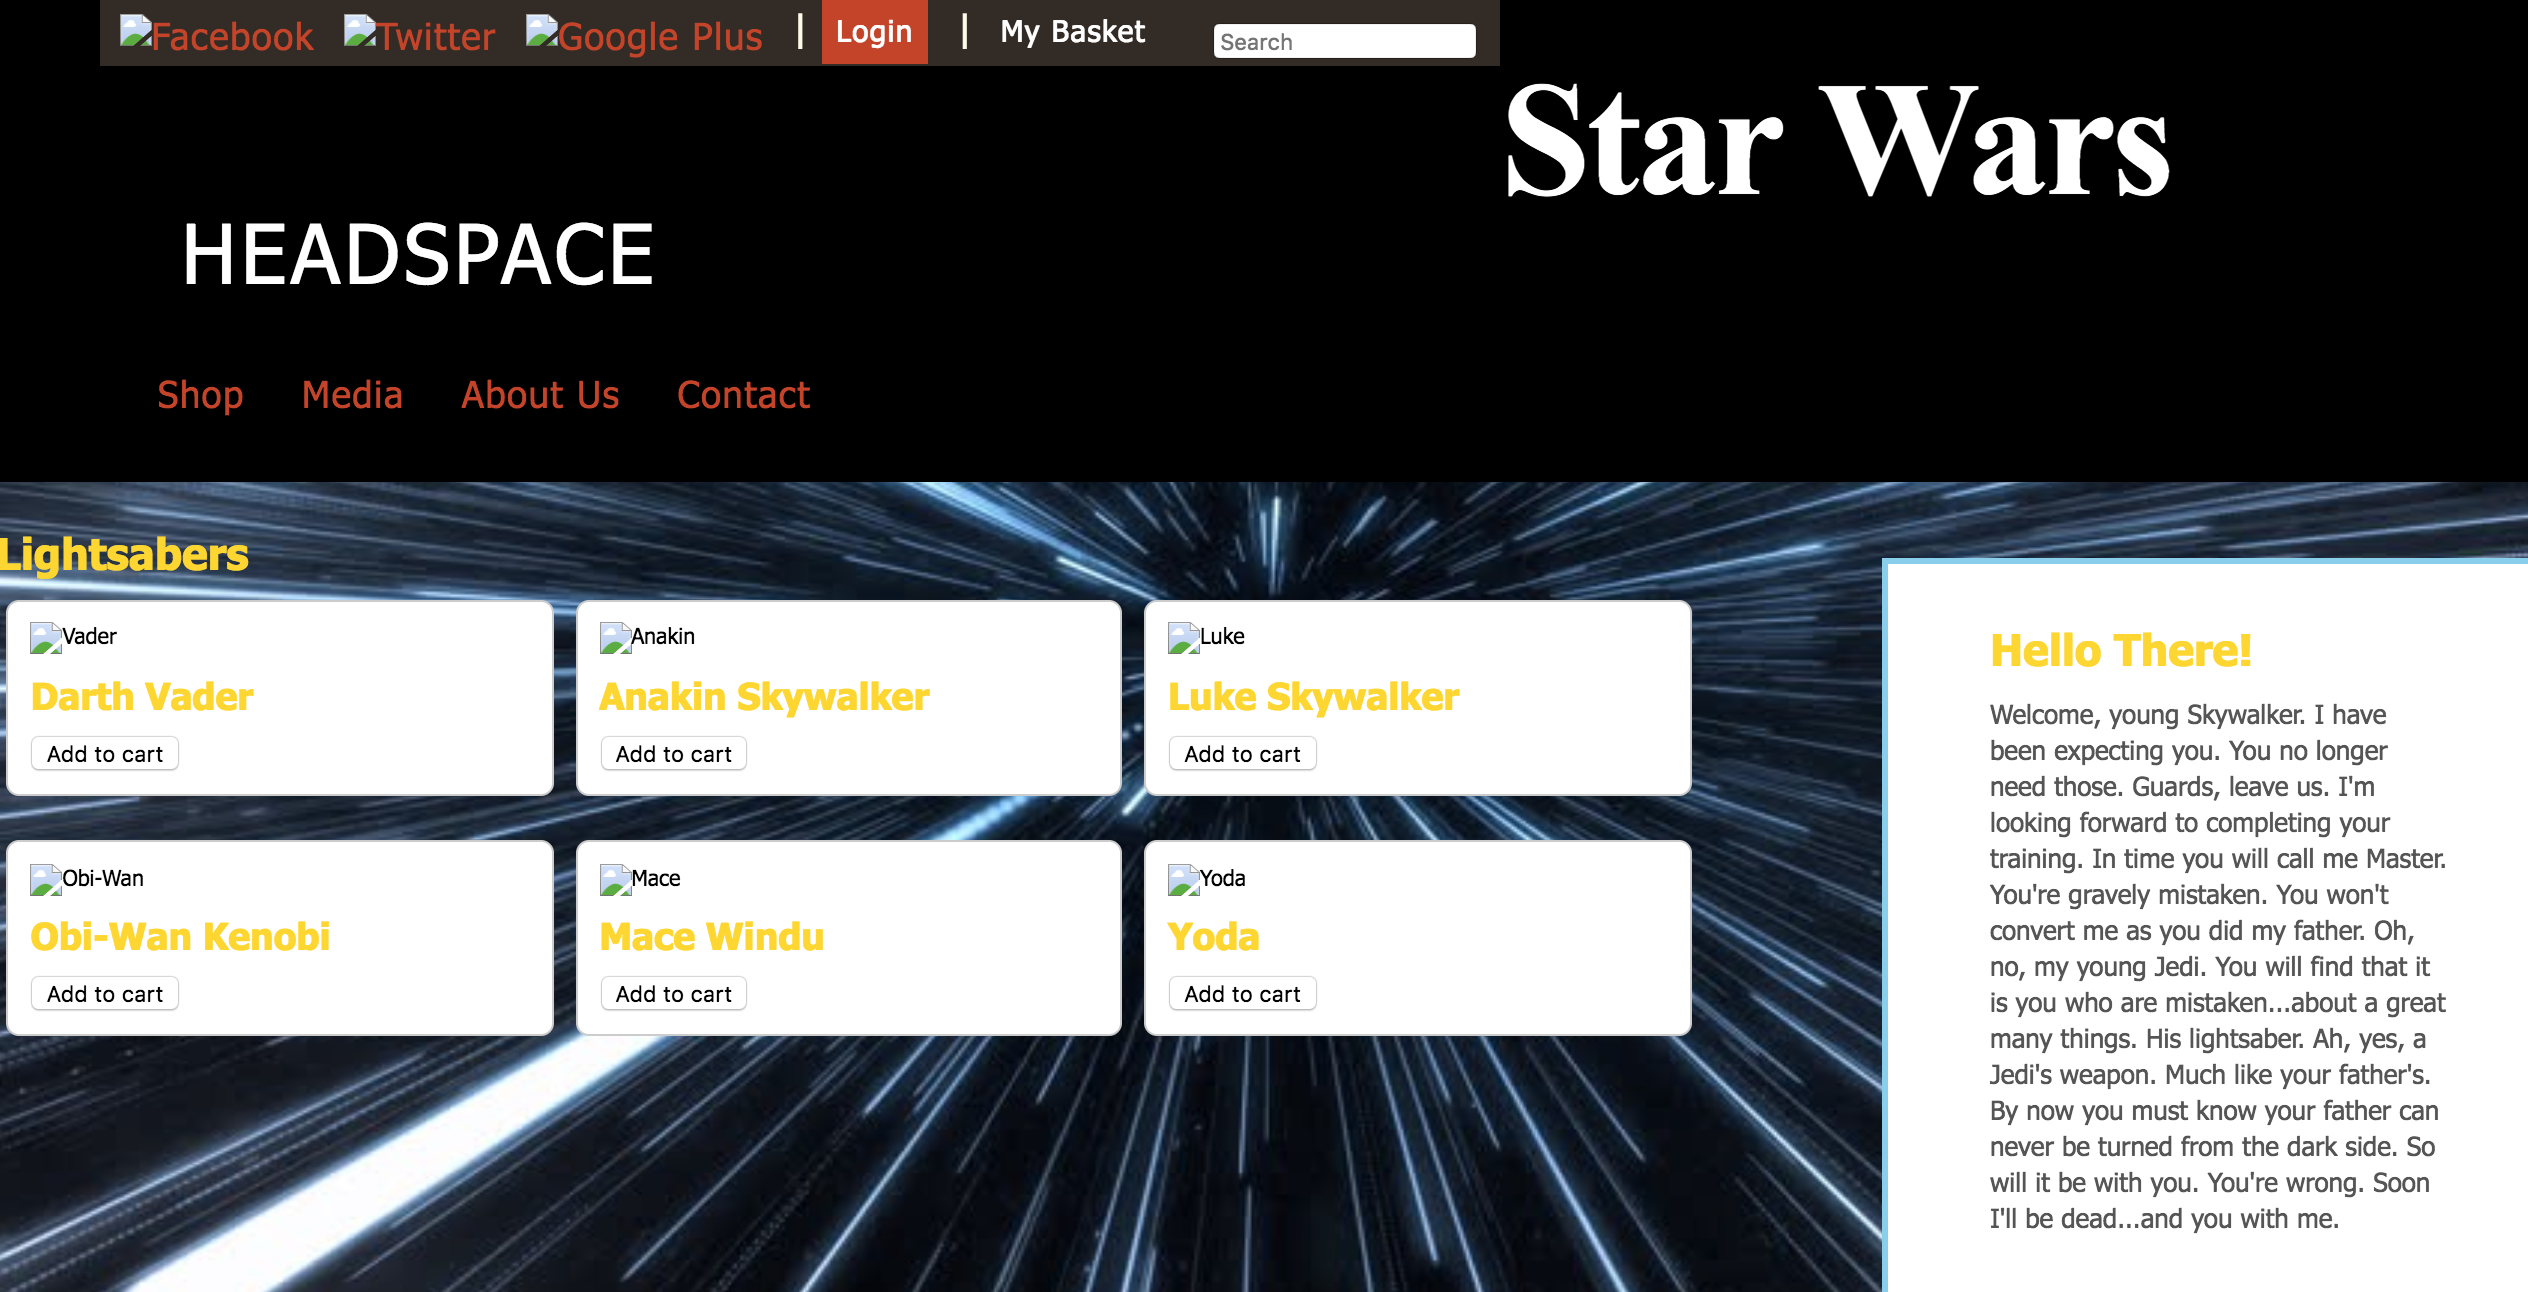 Facebook Twitter Google Plus | Login | My Basket Search
Star Wars
HEADSPACE
Shop Media About Us Contact
Lightsabers
Vader
Darth Vader
Add to cart
Anakin
Anakin Skywalker
Add to cart
Luke
Luke Skywalker
Add to cart
Obi-Wan
Obi-Wan Kenobi
Add to cart
Mace
Mace Windu
Add to cart
Yoda
Yoda
Add to cart
Hello There!
Welcome, young Skywalker. I have
been expecting you. You no longer
need those. Guards, leave us. I'm
looking forward to completing your
training. In time you will call me Master.
You're gravely mistaken. You won't
convert me as you did my father. Oh,
no, my young Jedi. You will find that it
is you who are mistaken...about a great
many things. His lightsaber. Ah, yes, a
Jedi's weapon. Much like your father's.
By now you must know your father can
never be turned from the dark side. So
will it be with you. You're wrong. Soon
I'll be dead...and you with me.